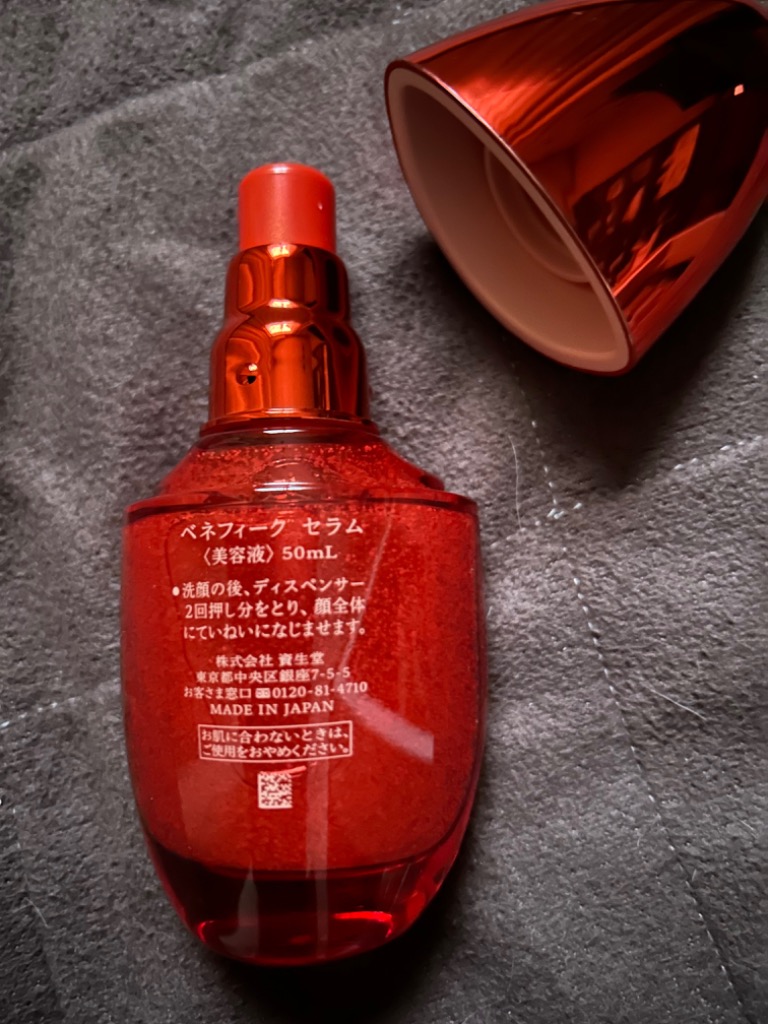 ベネフィーク セラム
〈美容液〉50mL
●洗顔の後、ディスペンサー
2回押し分をとり、顔全体
にていねいになじませます。
株式会社 資生堂
東京都中央区銀座7-5-5
お客さま窓口 0120-81-4710
MADE IN JAPAN
お肌に合わないときは、
ご使用をおやめください。